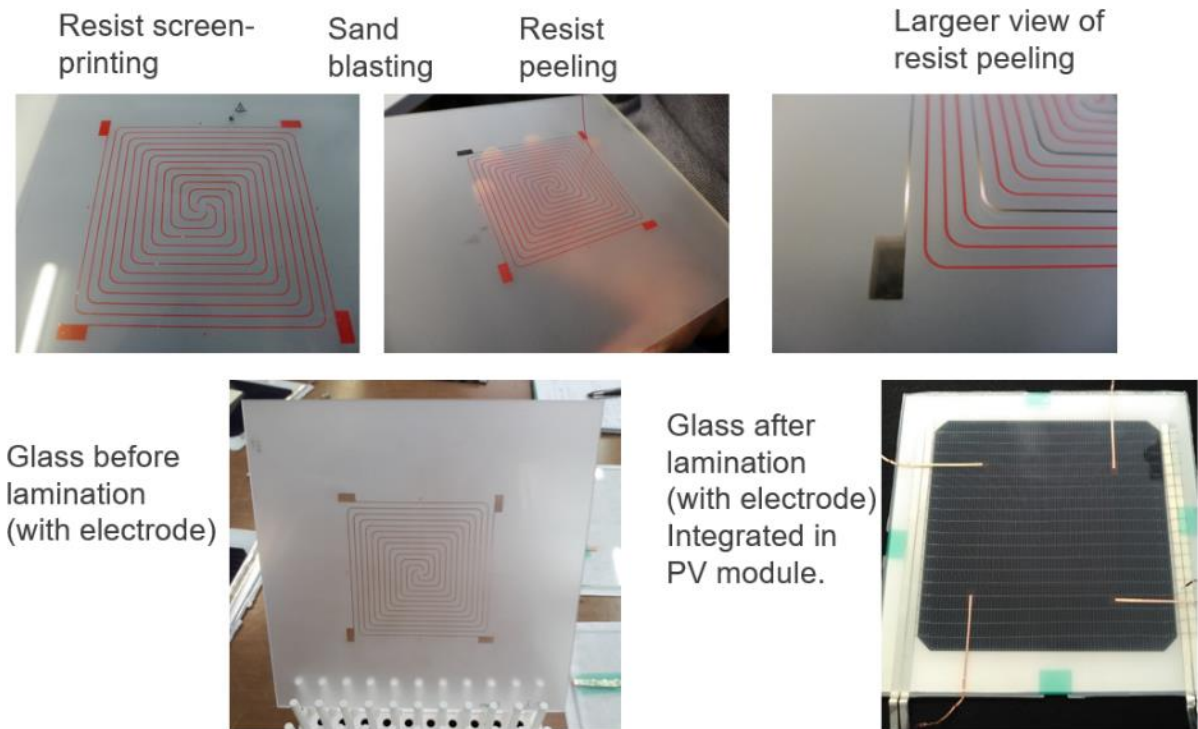 Resist screen-
printing
Sand
blasting
Resist
peeling
Largeer view of
resist peeling
Glass before
lamination
(with electrode)
Glass after
lamination
(with electrode)
Integrated in
PV module.